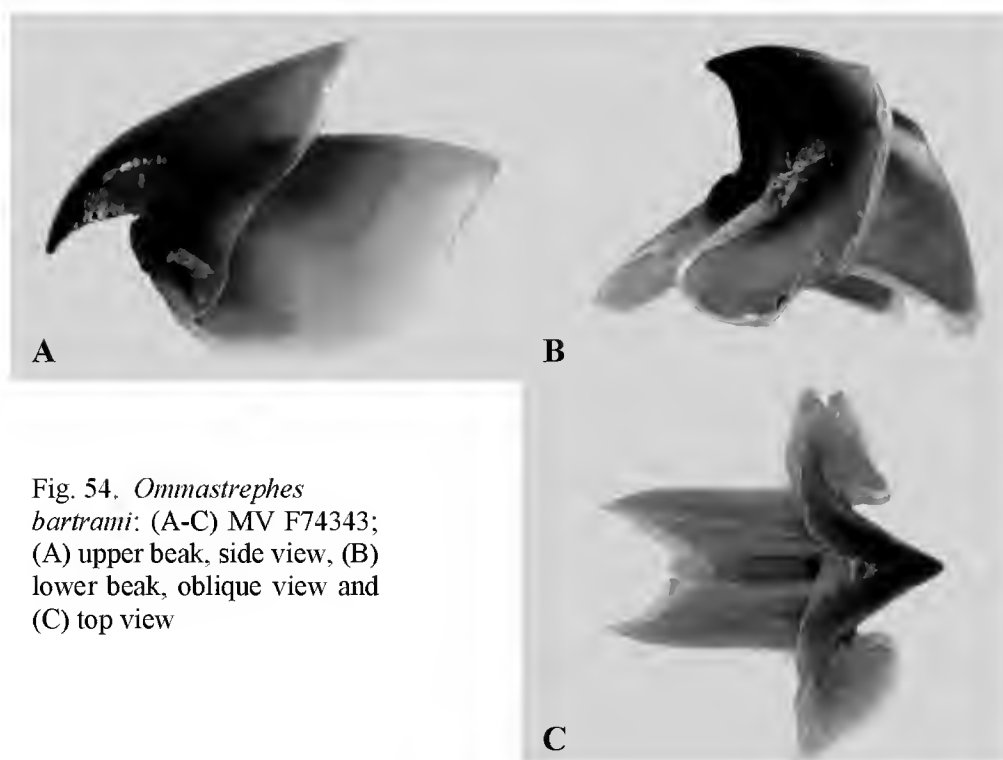 A
B
Fig. 54. Ommastrephes
bartrami: (A-C) MV F74343;
(A) upper beak, side view, (B)
lower beak, oblique view and
(C) top view
C